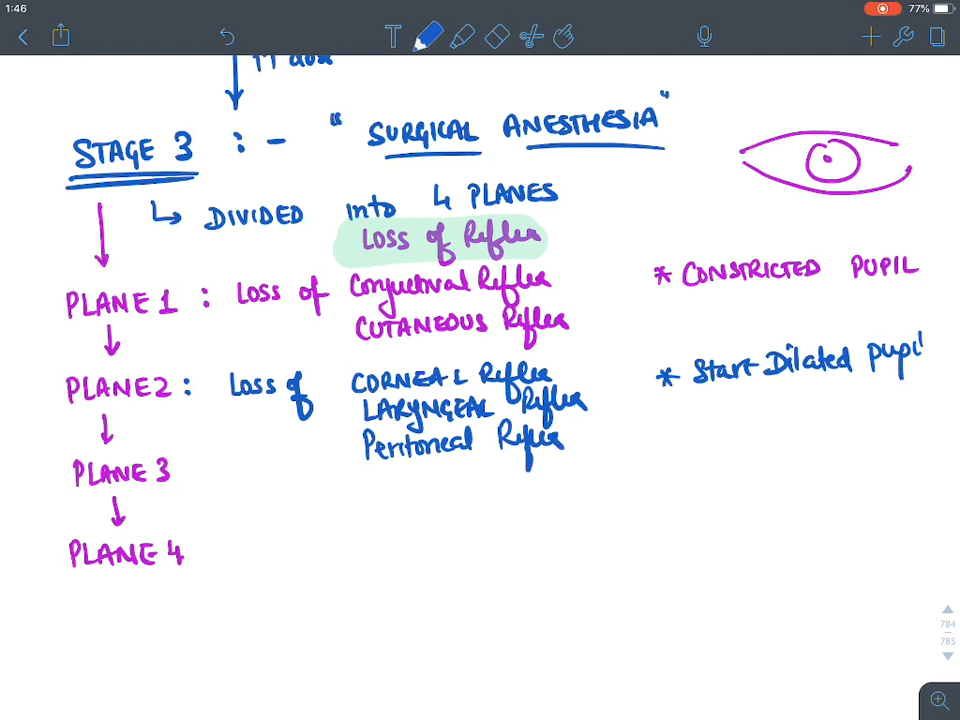 1:46
77%
T
STAGE 3 :- "SURGICAL ANESTHESIA"
↳ DIVIDED into 4 PLANES
Loss of Reflex
PLANE 1 : Loss of Conjuctival Reflex
CUTANEOUS Reflex
* CONSTRICTED PUPIL
PLANE 2 : Loss of CORNEAL Reflex
LARYNGEAL Reflex
Peritoneal Reflex
* Start Dilated Pupil
PLANE 3
PLANE 4
784
785